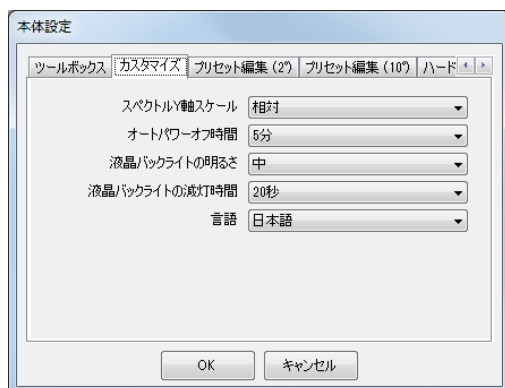 本体設定
ツールボックス カスタマイズ プリセット編集 (2°) プリセット編集 (10°) ハード
スペクトルY軸スケール 相対
オートパワーオフ時間 5分
液晶バックライトの明るさ 中
液晶バックライトの減灯時間 20秒
言語 日本語
OK キャンセル